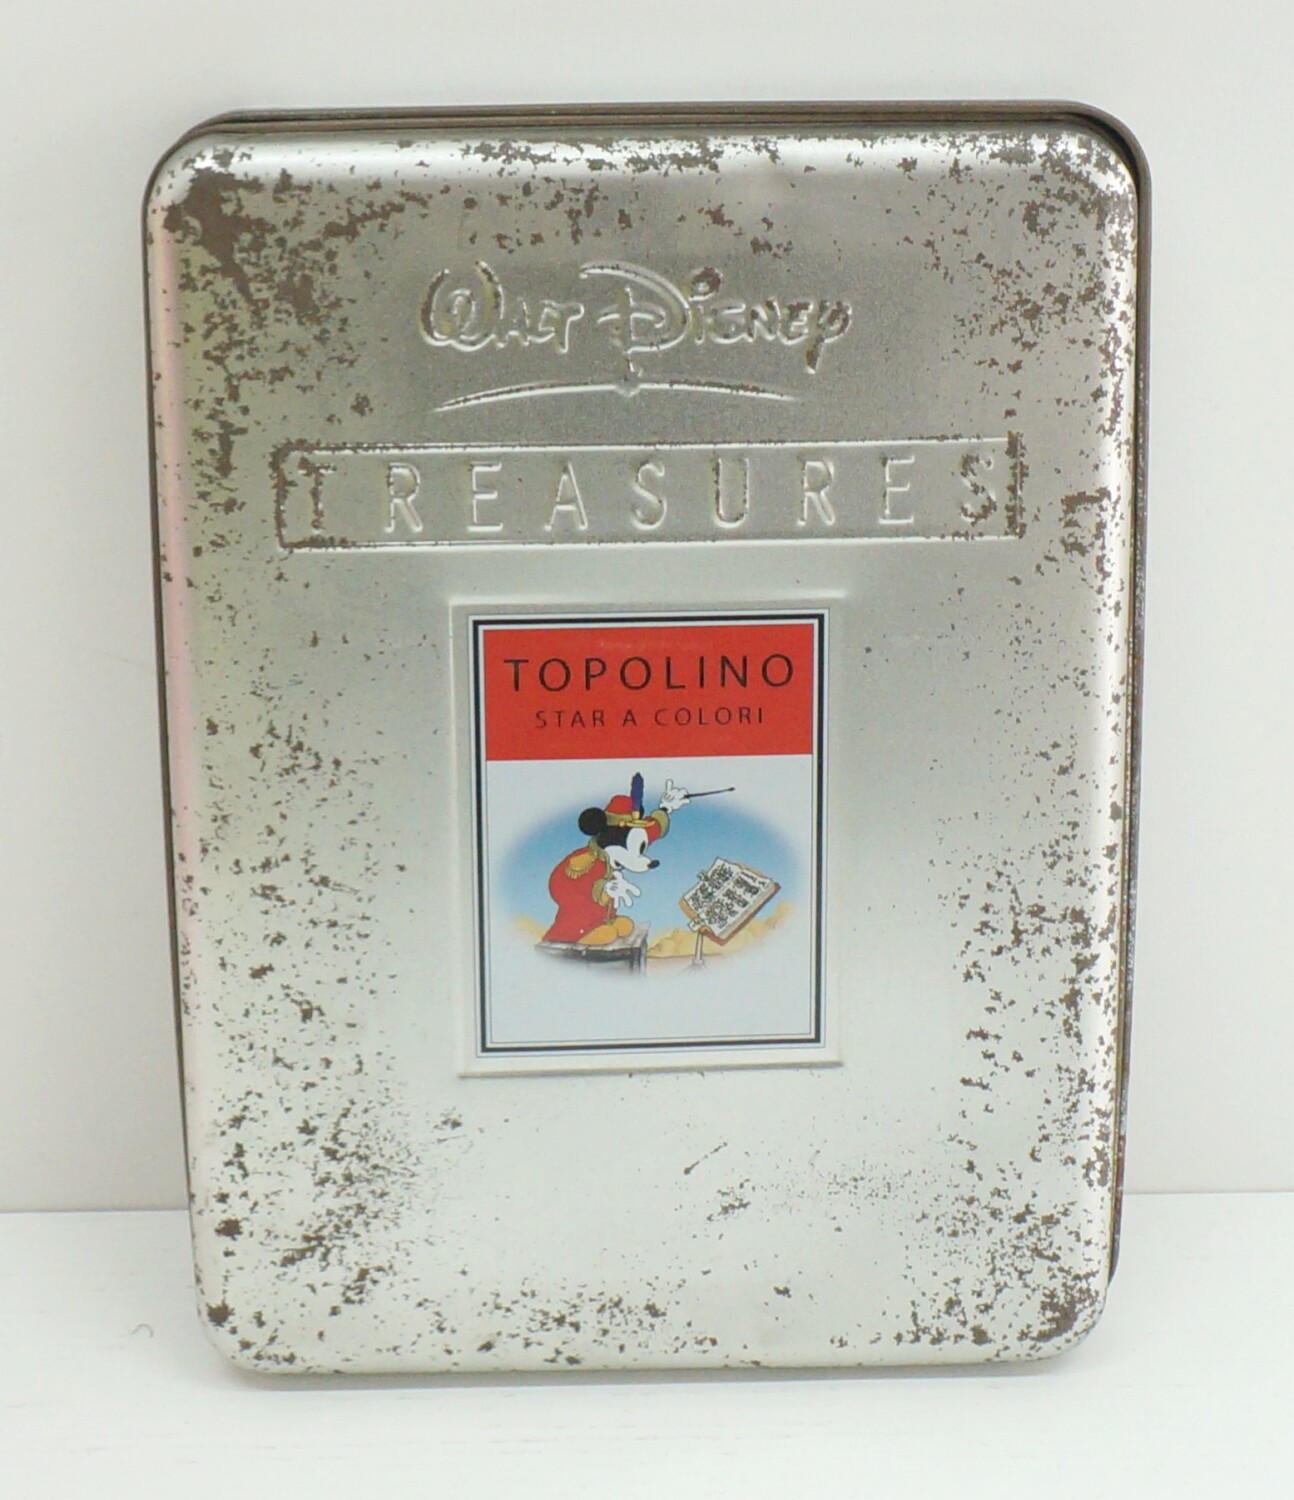 Walt Disney
TREASURES
TOPOLINO
STAR A COLORI